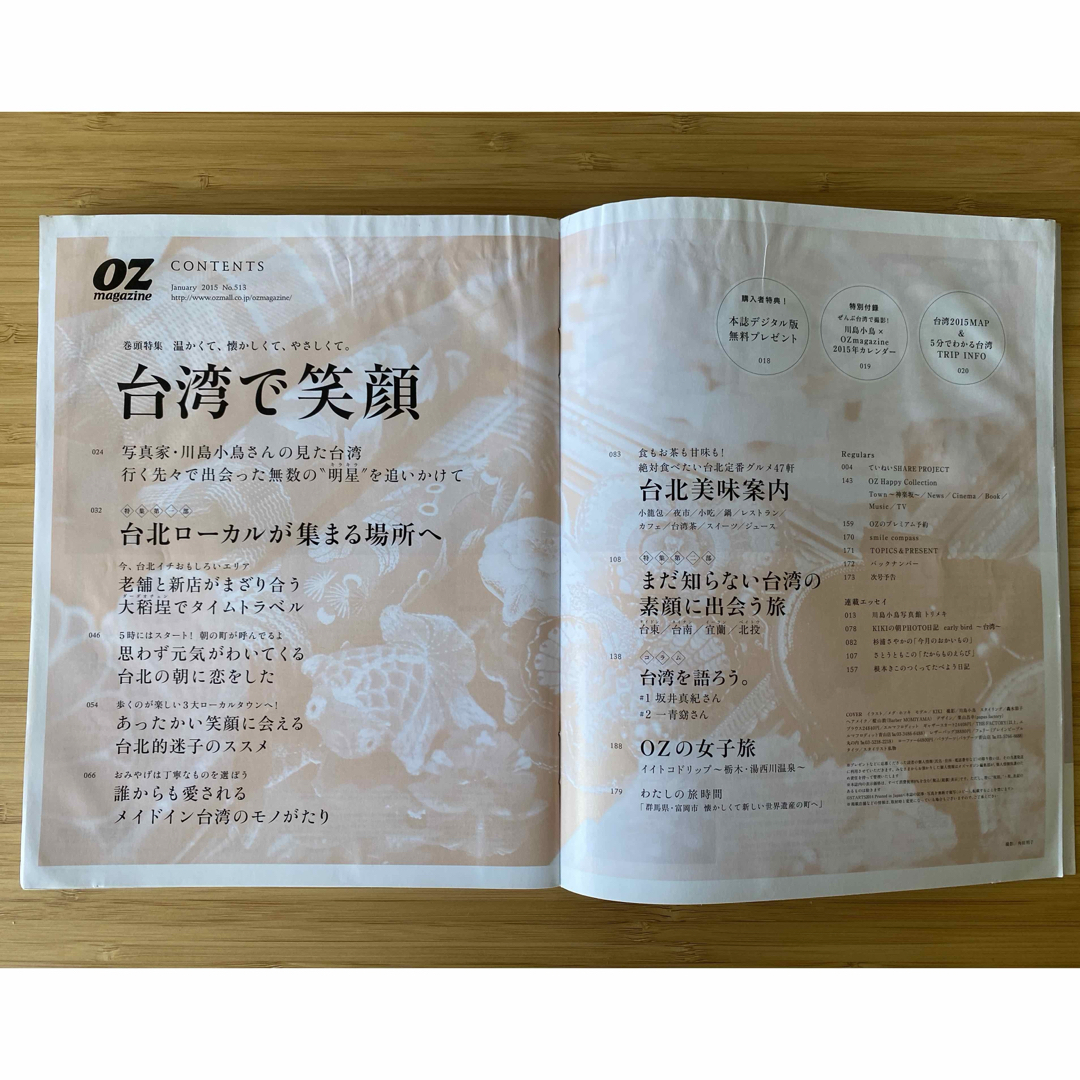 OZ
magazine
CONTENTS
January 2015 No.513
http://www.ozmall.co.jp/ozmagazine/
巻頭特集 温かくて、懐かしくて、やさしくて。
台湾で笑顔
024 写真家・川島小鳥さんの見た台湾
行く先々で出会った無数の“明星”を追いかけて
032 特集第一部
台北ローカルが集まる場所へ
今、台北イチおもしろいエリア
老舗と新店がまざり合う
大稻埕でタイムトラベル
046 5時にはスタート! 朝の町が呼んでるよ
思わず元気がわいてくる
台北の朝に恋をした
054 歩くのが楽しい3大ローカルタウンへ!
あったかい笑顔に会える
台北的迷子のススメ
066 おみやげは丁寧なものを選ぼう
誰からも愛される
メイドイン台湾のモノがたり
購入者特典!
本誌デジタル版
無料プレゼント
018
特別付録
ぜんぶ台湾で撮影!
川島小鳥×
OZmagazine
2015年カレンダー
019
台湾2015MAP
&
5分でわかる台湾
TRIP INFO
020
083 食もお茶も甘味も!
絶対食べたい台北定番グルメ47軒
台北美味案内
小籠包/夜市/小吃/鍋/レストラン/
カフェ/台湾茶/スイーツ/ジュース
108 特集第二部
まだ知らない台湾の
素顔に出会う旅
台東/台南/宜蘭/北投
138 コラム
台湾を語ろう。
#1 坂井真紀さん
#2 一青窈さん
188 OZの女子旅
イイトコドリップ〜栃木・湯西川温泉〜
179 わたしの旅時間
「群馬県・富岡市 懐かしくて新しい世界遺産の町へ」
Regulars
004 ていねいSHARE PROJECT
143 OZ Happy Collection
Town〜神楽坂〜/News/Cinema/Book/
Music/TV
159 OZのプレミアム予約
170 smile compass
171 TOPICS&PRESENT
172 バックナンバー
173 次号予告
連載エッセイ
013 川島小鳥写真館 トリメキ
078 KIKIの朝PHOTO日記 early bird 〜台湾〜
082 杉浦さやかの「今月のおかいもの」
107 さとうともこの「だからものえらび」
157 根本きこのつくってたべよう日記